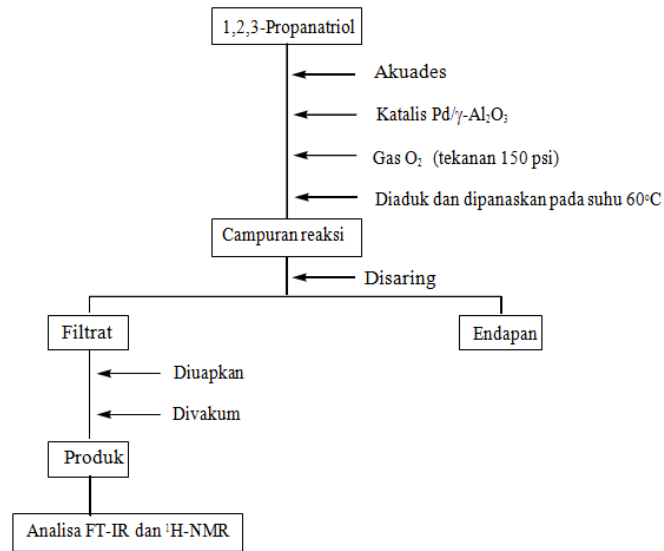 1,2,3-Propanatriol
Akuades
Katalis Pd/γ-Al₂O₃
Gas O₂ (tekanan 150 psi)
Diaduk dan dipanaskan pada suhu 60°C
Campuran reaksi
Disaring
Filtrat
Endapan
Diuapkan
Divakum
Produk
Analisa FT-IR dan ¹H-NMR